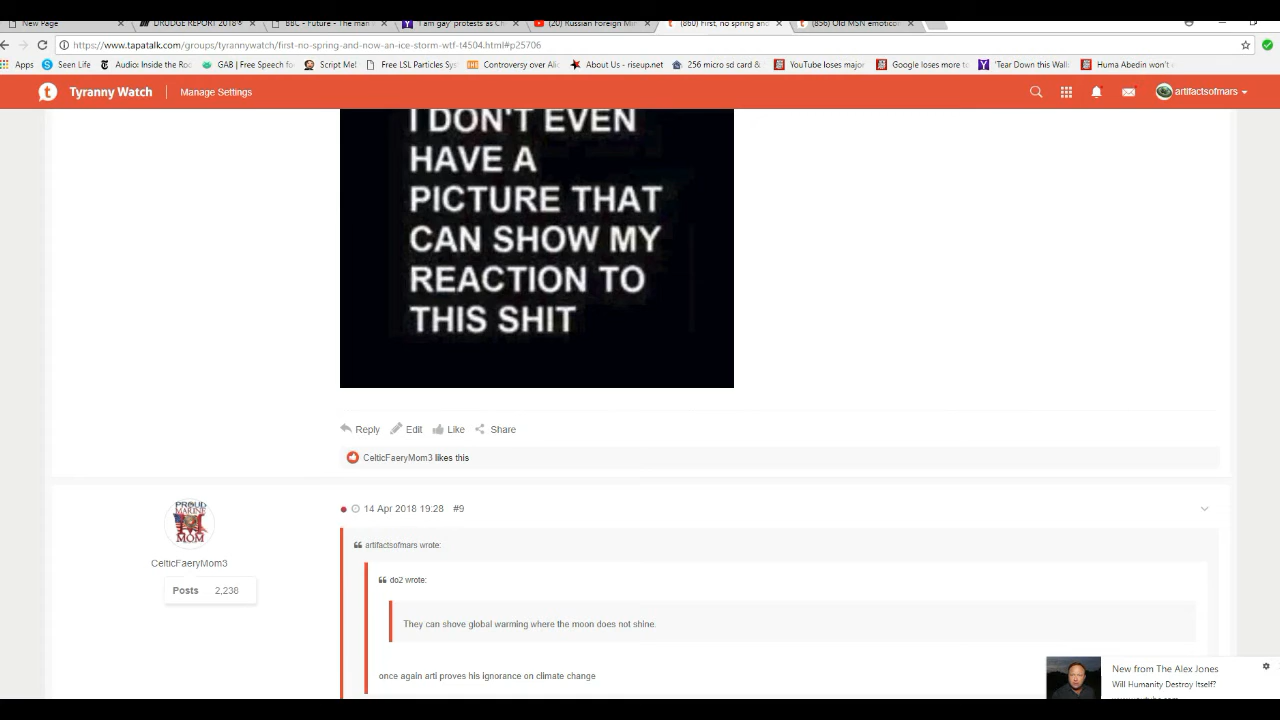 New Page
DRUDGE REPORT 2018®
BBC - Future - The man
'I am gay' protests as Ch
(20) Russian Foreign Min
(860) First, no spring and
(856) Old MSN emoticon
https://www.tapatalk.com/groups/tyrannywatch/first-no-spring-and-now-an-ice-storm-wtf-t4504.html#p25706
Apps Seen Life Audio: Inside the Roc GAB | Free Speech fo Script Me! Free LSL Particles Sys Controversy over Ali About Us - riseup.net 256 micro sd card & YouTube loses major Google loses more to 'Tear Down this Wall Huma Abedin won't
Tyranny Watch Manage Settings artifactsofmars
I DON'T EVEN
HAVE A
PICTURE THAT
CAN SHOW MY
REACTION TO
THIS SHIT
Reply Edit Like Share
CelticFaeryMom3 likes this
PROUD
MARINE
MOM
14 Apr 2018 19:28 #9
CelticFaeryMom3
Posts 2,238
artifactsofmars wrote:
do2 wrote:
They can shove global warming where the moon does not shine.
once again arti proves his ignorance on climate change
New from The Alex Jones
Will Humanity Destroy Itself?